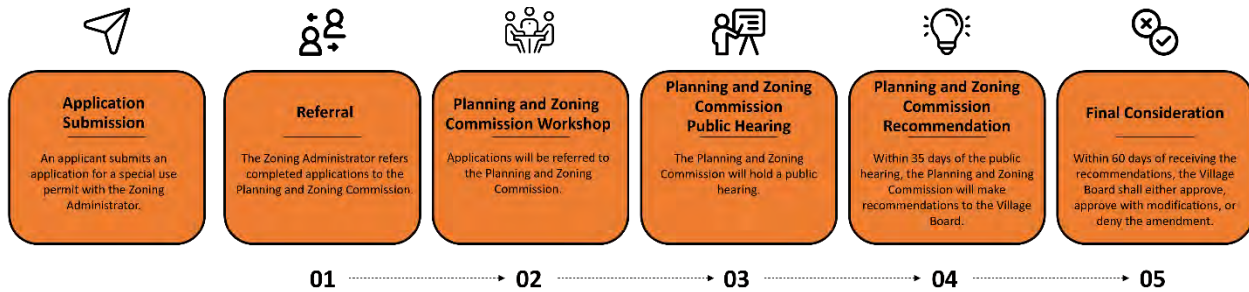 Application
Submission
An applicant submits an
application for a special use
permit with the Zoning
Administrator.
Referral
The Zoning Administrator refers
completed applications to the
Planning and Zoning Commission
Planning and Zoning
Commission Workshop
Applications will be referred to
the Planning and Zoning
Commission.
Planning and Zoning
Commission
Public Hearing
The Planning and Zoning
Commission will hold a public
hearing.
Planning and Zoning
Commission
Recommendation
Within 35 days of the public
hearing, the Planning and Zoning
Commission will make
recommendations to the Village
Board.
Final Consideration
Within 60 days of receiving the
recommendations, the Village
Board shall either approve,
approve with modifications, or
deny the amendment.
01
02
03
04
05